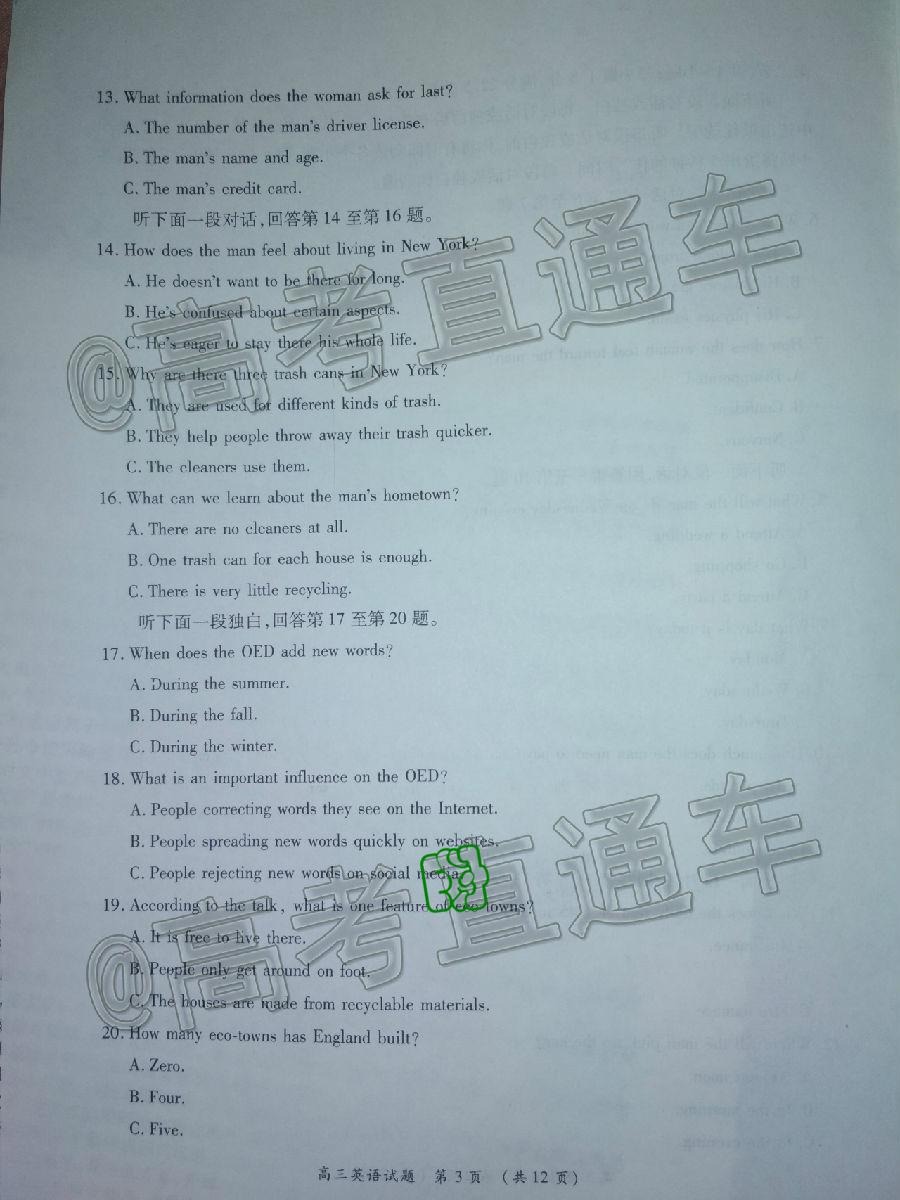 13. What information does the woman ask for last?
A. The number of the man's driver license.
B. The man's name and age.
C. The man's credit card.
听下面一段对话,回答第 14 至第 16 题。
14. How does the man feel about living in New York?
A. He doesn't want to be there for long.
B. He's confused about certain aspects.
C. He's eager to stay there his whole life.
15. Why are there three trash cans in New York?
A. They are used for different kinds of trash.
B. They help people throw away their trash quicker.
C. The cleaners use them.
16. What can we learn about the man's hometown?
A. There are no cleaners at all.
B. One trash can for each house is enough.
C. There is very little recycling.
听下面一段独白,回答第 17 至第 20 题。
17. When does the OED add new words?
A. During the summer.
B. During the fall.
C. During the winter.
18. What is an important influence on the OED?
A. People correcting words they see on the Internet.
B. People spreading new words quickly on websites.
C. People rejecting new words on social media.
19. According to the talk, what is one feature of eco-towns?
A. It is free to live there.
B. People only get around on foot.
C. The houses are made from recyclable materials.
20. How many eco-towns has England built?
A. Zero.
B. Four.
C. Five.
高三英语试题 第 3 页 (共 12 页)
@高考直通车
@高考直通车